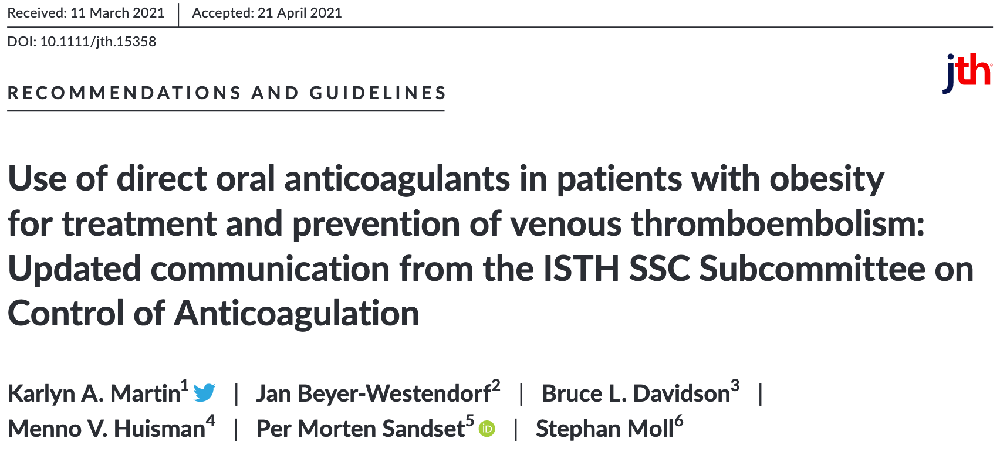 Received: 11 March 2021 | Accepted: 21 April 2021
DOI: 10.1111/jth.15358
jth
RECOMMENDATIONS AND GUIDELINES
Use of direct oral anticoagulants in patients with obesity
for treatment and prevention of venous thromboembolism:
Updated communication from the ISTH SSC Subcommittee on
Control of Anticoagulation
Karlyn A. Martin1 | Jan Beyer-Westendorf2 | Bruce L. Davidson3 |
Menno V. Huisman4 | Per Morten Sandset5 iD | Stephan Moll6